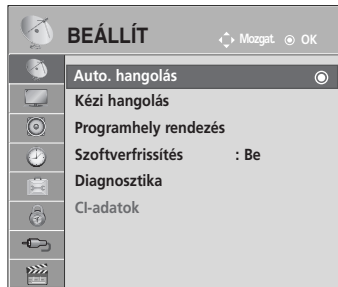 BEÁLLÍT
Mozgat. OK
Auto. hangolás
Kézi hangolás
Programhely rendezés
Szoftverfrissítés : Be
Diagnosztika
CI-adatok